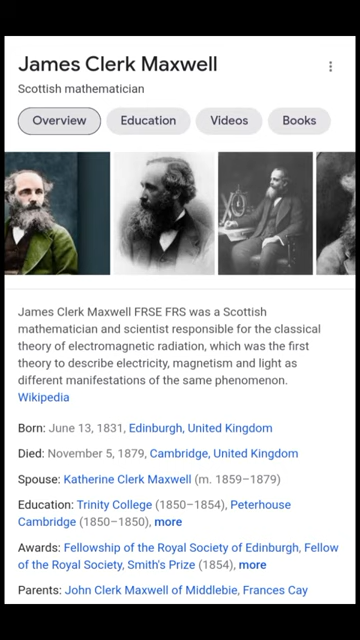 James Clerk Maxwell
Scottish mathematician
Overview
Education
Videos
Books
James Clerk Maxwell FRSE FRS was a Scottish
mathematician and scientist responsible for the classical
theory of electromagnetic radiation, which was the first
theory to describe electricity, magnetism and light as
different manifestations of the same phenomenon.
Wikipedia
Born: June 13, 1831, Edinburgh, United Kingdom
Died: November 5, 1879, Cambridge, United Kingdom
Spouse: Katherine Clerk Maxwell (m. 1859–1879)
Education: Trinity College (1850–1854), Peterhouse
Cambridge (1850–1850), more
Awards: Fellowship of the Royal Society of Edinburgh, Fellow
of the Royal Society, Smith's Prize (1854), more
Parents: John Clerk Maxwell of Middlebie, Frances Cay